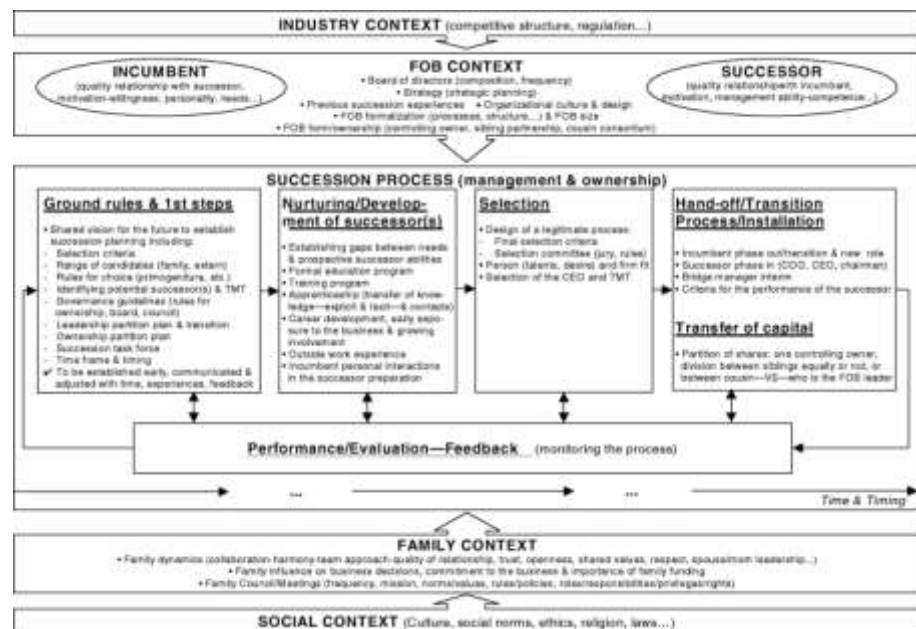 INDUSTRY CONTEXT (competitive structure, regulation...)
INCUMBENT
(quality relationship with successor,
motivation-willingness, personality, needs...)
FOB CONTEXT
• Board of directors (composition, frequency)
• Strategy (strategic planning)
• Previous succession experiences • Organizational culture & design
• FOB formalization (processes, structure...) & FOB size
• FOB form/ownership (controlling owner, sibling partnership, cousin consortium)
SUCCESSOR
(quality relationship with incumbent,
motivation, management ability-competence...)
SUCCESSION PROCESS (management & ownership)
Ground rules & 1st steps
• Shared vision for the future to establish
succession planning including:
- Selection criteria
- Range of candidates (family, extern)
- Rules for choice (primogeniture, etc.)
- Identifying potential successor(s) & TMT
- Governance guidelines (rules for
ownership, board, council)
- Leadership partition plan & transition
- Ownership partition plan
- Succession task force
- Time frame & timing
✓ To be established early, communicated &
adjusted with time, experiences, feedback
Nurturing/Develop-
ment of successor(s)
• Establishing gaps between needs
& prospective successor abilities
• Formal education program
• Training program
• Apprenticeship (transfer of know-
ledge—explicit & tacit—& contacts)
• Career development, early expo-
sure to the business & growing
involvement
• Outside work experience
• Incumbent personal interactions
in the successor preparation
Selection
• Design of a legitimate process:
- Final selection criteria
- Selection committee (jury, rules)
• Person (talents, desire) and firm fit
• Selection of the CEO and TMT
Hand-off/Transition
Process/Installation
• Incumbent phase out/transition & new role
• Successor phase in (COO, CEO, chairman)
• Bridge manager interim
• Criteria for the performance of the successor
Transfer of capital
• Partition of shares: one controlling owner,
division between siblings equally or not, or
between cousin—VS—who is the FOB leader
Performance/Evaluation—Feedback (monitoring the process)
... ...
Time & Timing
FAMILY CONTEXT
• Family dynamics (collaboration-harmony-team approach-quality of relationship, trust, openness, shared values, respect, spouse/mom leadership...)
• Family influence on business decisions, commitment to the business & importance of family funding
• Family Council/Meetings (frequency, mission, norms/values, rules/policies, roles/responsibilities/privileges/rights)
SOCIAL CONTEXT (Culture, social norms, ethics, religion, laws...)